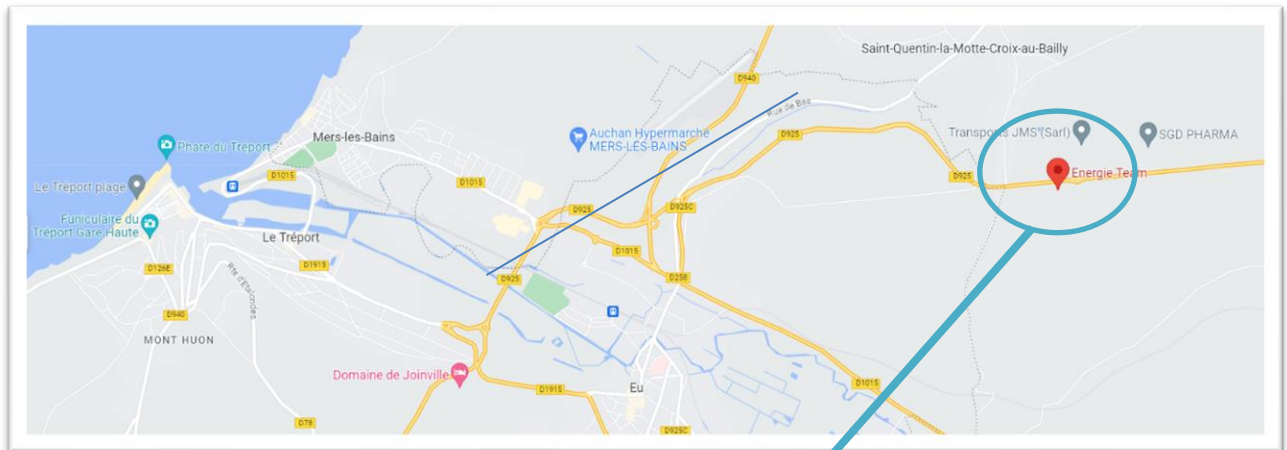 Saint-Quentin-la-Motte-Croix-au-Bailly
D940
Rue de Bas
Mers-les-Bains
Auchan Hypermarché
MERS-LES-BAINS
D925
Transports JMS (Sarl)
SGD PHARMA
Phare du Tréport
D1015
D1015
D925
Energie Team
Le Tréport plage
D925
D925C
Funiculaire du
Tréport Gare Haute
Le Tréport
D1015
D126E
D1915
D925
D258
Rte d'Etalondes
D940
MONT HUON
Domaine de Joinville
D1915
Eu
D1015
D78
D925C